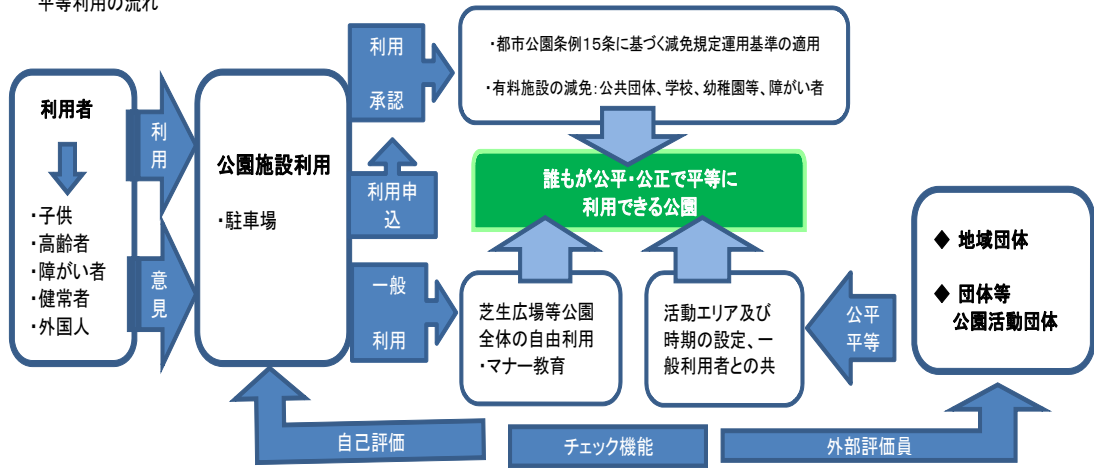 平等利用の流れ
利用者
・子供
・高齢者
・障がい者
・健常者
・外国人
利
用
意
見
公園施設利用
・駐車場
利用
承認
利用申
込
一般
利用
・都市公園条例15条に基づく減免規定運用基準の適用
・有料施設の減免：公共団体、学校、幼稚園等、障がい者
誰もが公平・公正で平等に
利用できる公園
芝生広場等公園
全体の自由利用
・マナー教育
活動エリア及び
時期の設定、一
般利用者との共
公平
平等
◆ 地域団体
◆ 団体等
公園活動団体
自己評価
チェック機能
外部評価員